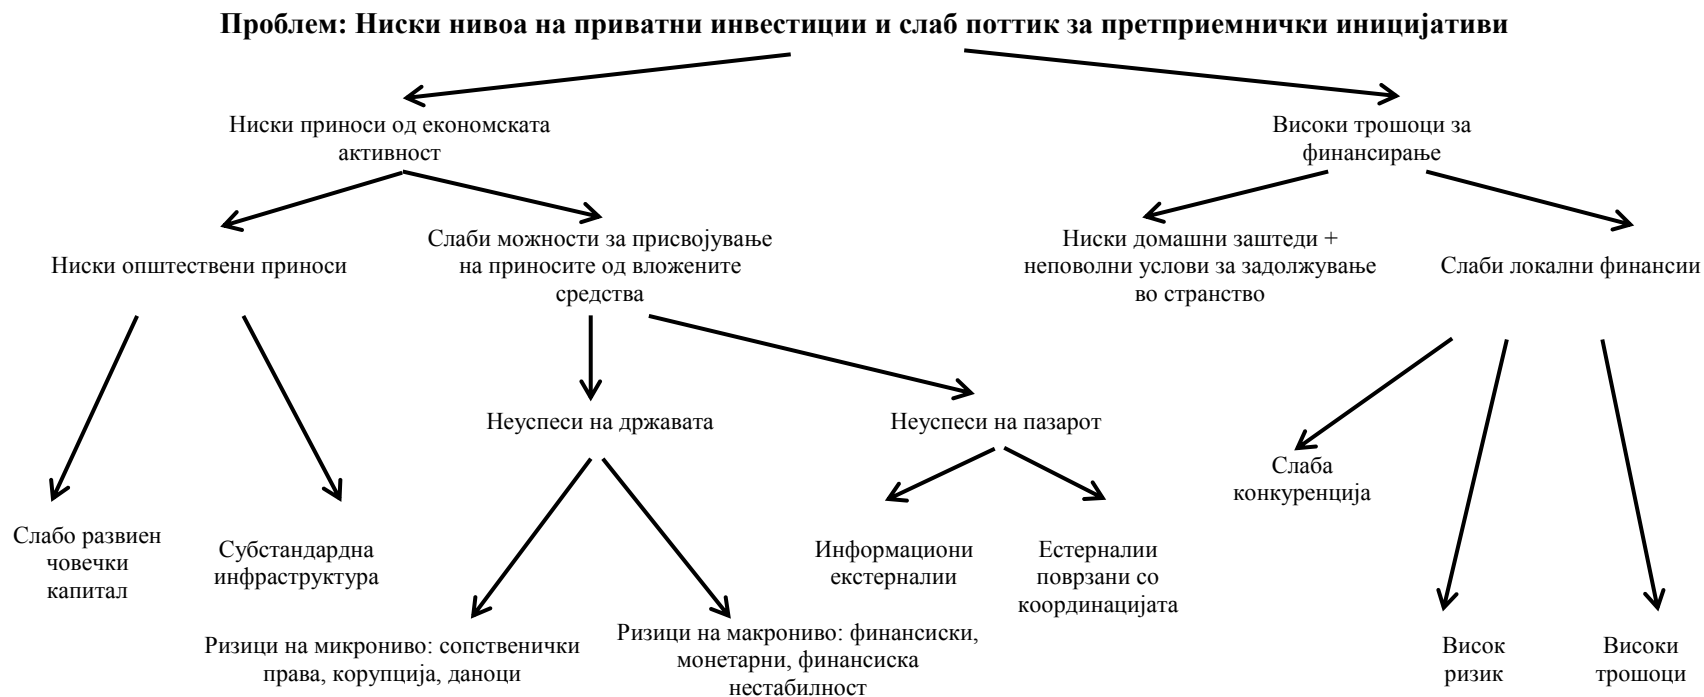 Проблем: Ниски нивоа на приватни инвестиции и слаб поттик за претприемнички иницијативи
Ниски приноси од економската
активност
Високи трошоци за
финансирање
Ниски општествени приноси
Слаби можности за присвојување
на приносите од вложените
средства
Ниски домашни заштеди +
неповолни услови за задолжување
во странство
Слаби локални финансии
Неуспеси на државата
Неуспеси на пазарот
Слаба
конкуренција
Слабо развиен
човечки
капитал
Субстандардна
инфраструктура
Информациони
екстерналии
Естерналии
поврзани со
координацијата
Ризици на микрониво: сопственички
права, корупција, даноци
Ризици на макрониво: финансиски,
монетарни, финансиска
нестабилност
Висок
ризик
Високи
трошоци